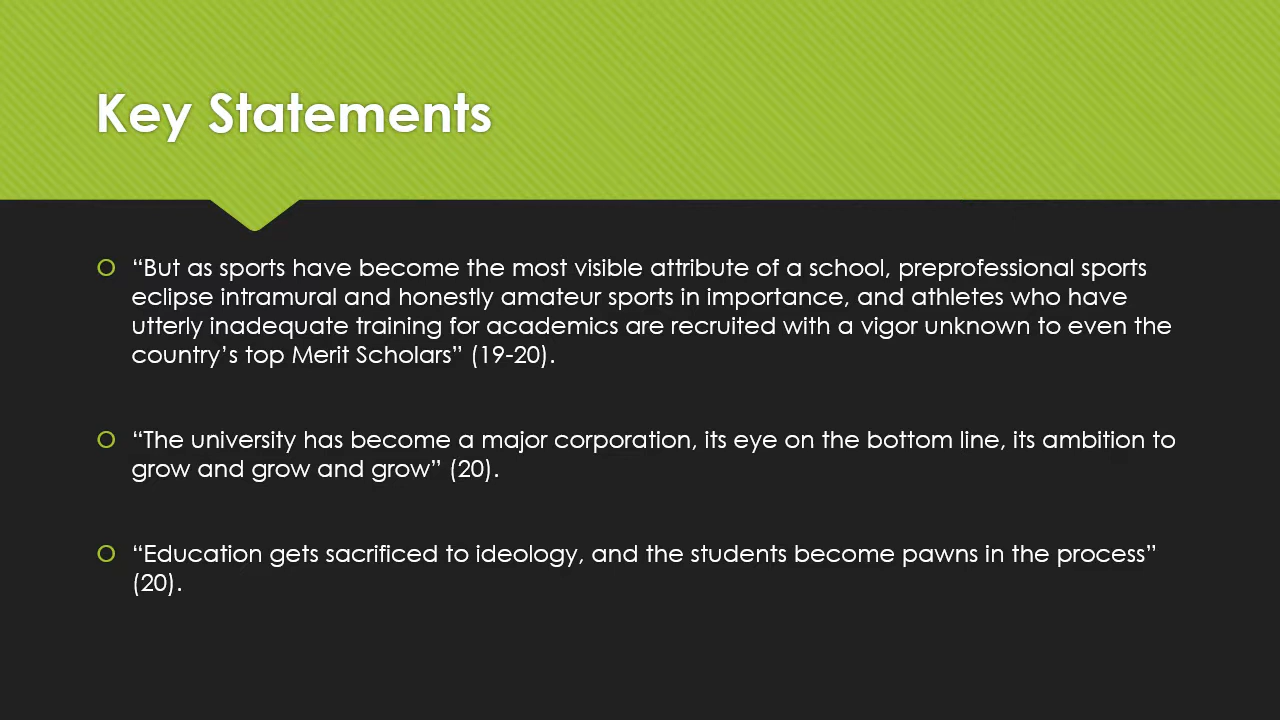 Key Statements
“But as sports have become the most visible attribute of a school, preprofessional sports
eclipse intramural and honestly amateur sports in importance, and athletes who have
utterly inadequate training for academics are recruited with a vigor unknown to even the
country’s top Merit Scholars” (19-20).
“The university has become a major corporation, its eye on the bottom line, its ambition to
grow and grow and grow” (20).
“Education gets sacrificed to ideology, and the students become pawns in the process”
(20).